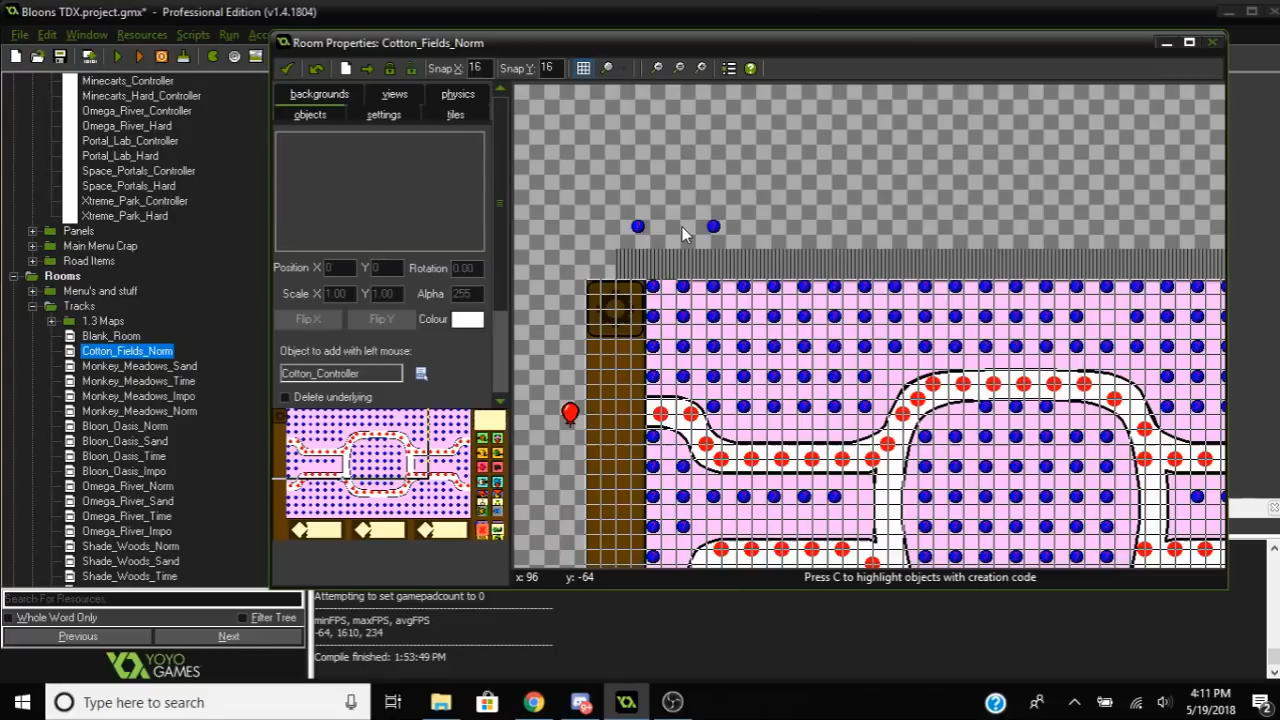 Bloons TDX.project.gmx* - Professional Edition (v1.4.1804)
File Edit Window Resources Scripts Run
Room Properties: Cotton_Fields_Norm
Snap X: 16 Snap Y: 16
backgrounds views physics
objects settings tiles
Minecarts_Controller
Minecarts_Hard_Controller
Omega_River_Controller
Omega_River_Hard
Portal_Lab_Controller
Portal_Lab_Hard
Space_Portals_Controller
Space_Portals_Hard
Xtreme_Park_Controller
Xtreme_Park_Hard
Panels
Main Menu Crap
Road Items
Rooms
Menu's and stuff
Tracks
1.3 Maps
Blank_Room
Cotton_Fields_Norm
Monkey_Meadows_Sand
Monkey_Meadows_Time
Monkey_Meadows_Impo
Monkey_Meadows_Norm
Bloon_Oasis_Norm
Bloon_Oasis_Sand
Bloon_Oasis_Time
Bloon_Oasis_Impo
Omega_River_Norm
Omega_River_Sand
Omega_River_Time
Omega_River_Impo
Shade_Woods_Norm
Shade_Woods_Sand
Shade_Woods_Time
Position X 0 Y 0 Rotation 0.00
Scale X 1.00 Y 1.00 Alpha 255
Flip X Flip Y Colour
Object to add with left mouse:
Cotton_Controller
Delete underlying
x: 96 y: -64 Press C to highlight objects with creation code
Search For Resources
Whole Word Only Filter Tree
Previous Next
YOYO
GAMES
Attempting to set gamepadcount to 0
minFPS, maxFPS, avgFPS
-64, 1610, 234
Compile finished: 1:53:49 PM
Type here to search
4:11 PM
5/19/2018
2